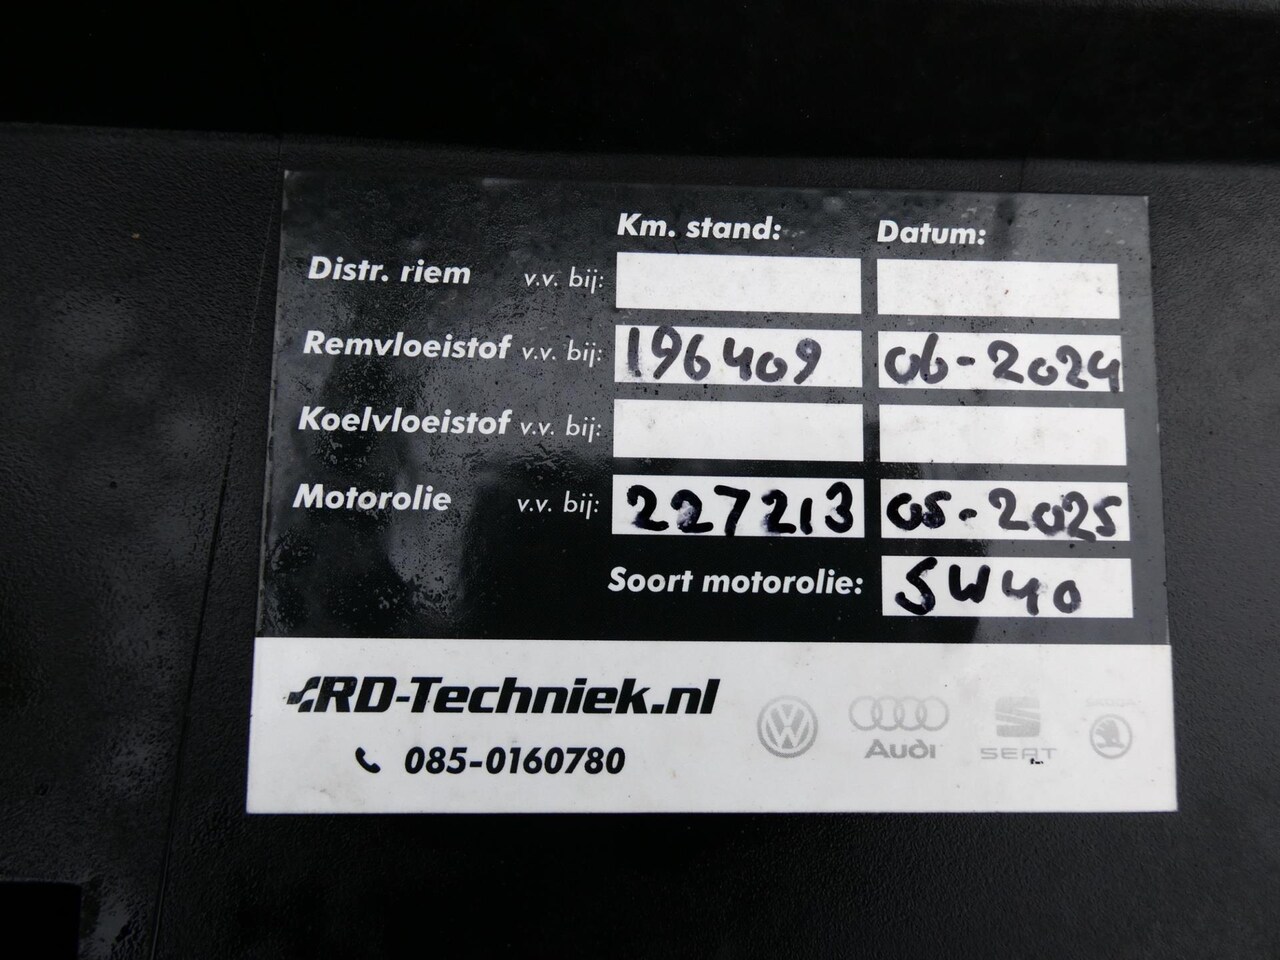 Km. stand: Datum:
Distr. riem v.v. bij:
Remvloeistof v.v. bij: 196409 06-2024
Koelvloeistof v.v. bij:
Motorolie v.v. bij: 227213 05-2025
Soort motorolie: 5W40
RD-Techniek.nl
085-0160780
Audi
SEAT
ŠKODA